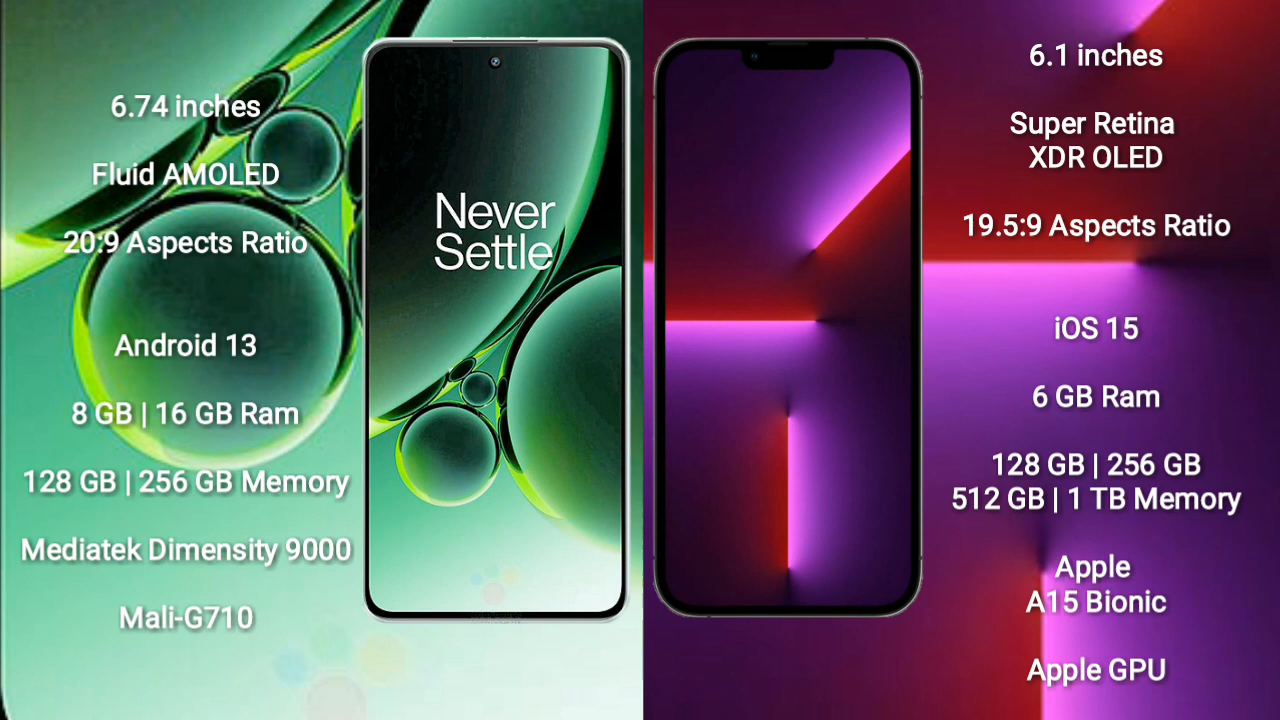 6.74 inches
Fluid AMOLED
20:9 Aspects Ratio
Android 13
8 GB | 16 GB Ram
128 GB | 256 GB Memory
Mediatek Dimensity 9000
Mali-G710
Never
Settle
6.1 inches
Super Retina
XDR OLED
19.5:9 Aspects Ratio
iOS 15
6 GB Ram
128 GB | 256 GB
512 GB | 1 TB Memory
Apple
A15 Bionic
Apple GPU